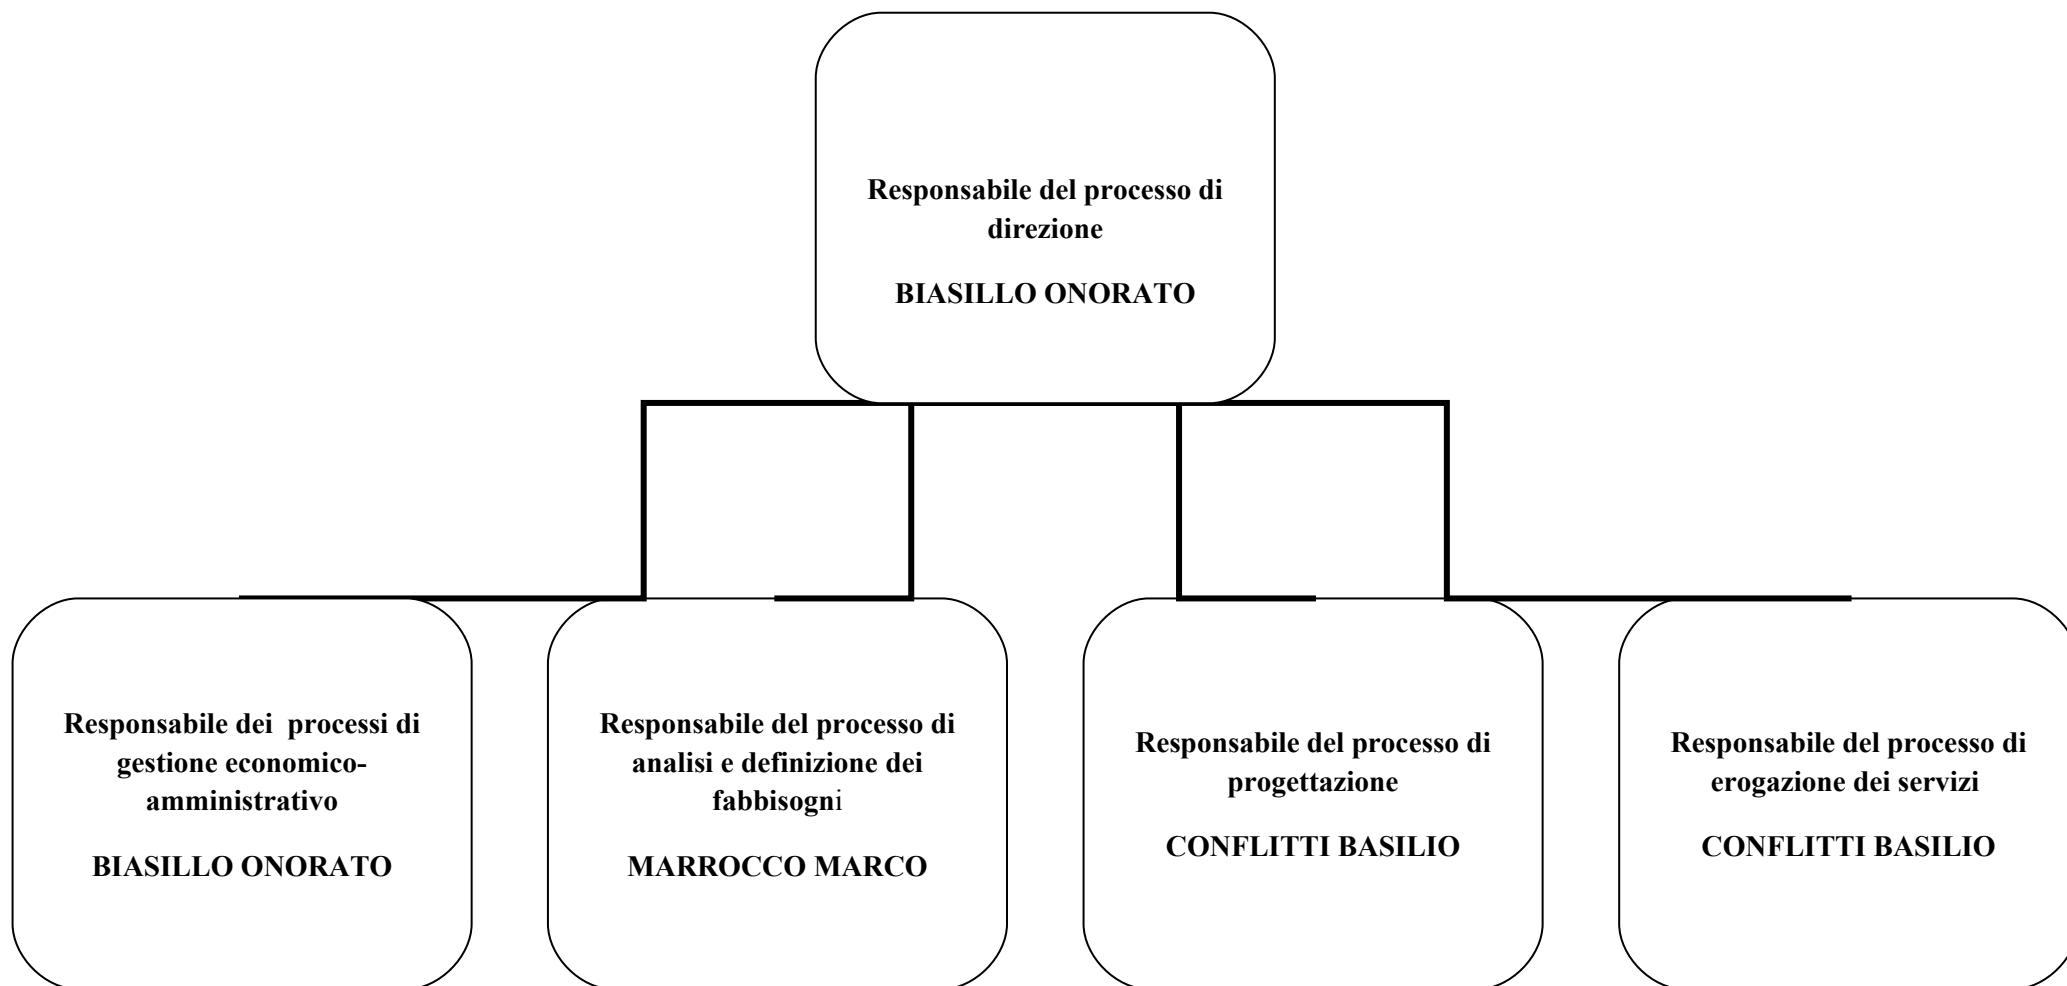 Responsabile del processo di
direzione
BIASILLO ONORATO
Responsabile dei  processi di
gestione economico-
amministrativo
BIASILLO ONORATO
Responsabile del processo di
analisi e definizione dei
fabbisogni
MARROCCO MARCO
Responsabile del processo di
progettazione
CONFLITTI BASILIO
Responsabile del processo di
erogazione dei servizi
CONFLITTI BASILIO